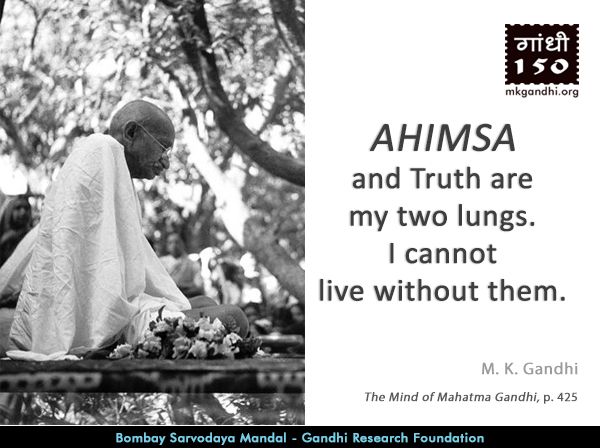 गांधी
150
mkgandhi.org
AHIMSA
and Truth are
my two lungs.
I cannot
live without them.
M. K. Gandhi
The Mind of Mahatma Gandhi, p. 425
Bombay Sarvodaya Mandal - Gandhi Research Foundation